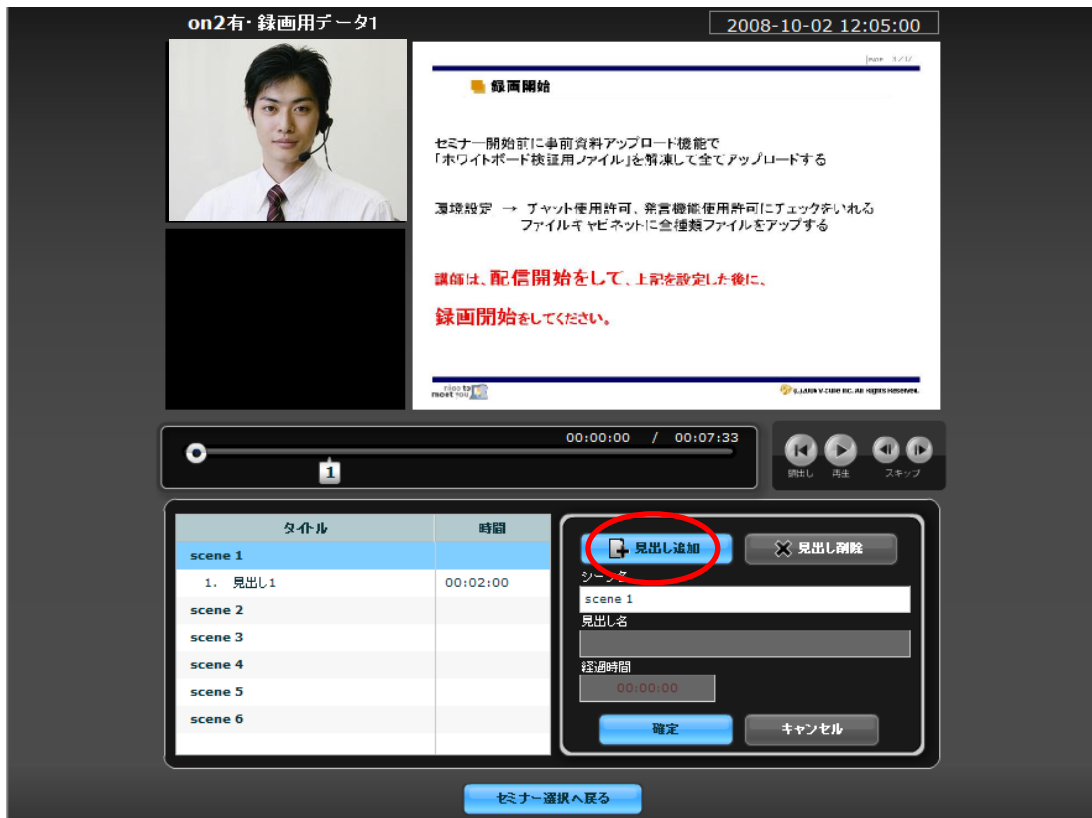 on2有・録画用データ1
2008-10-02 12:05:00
録画開始
セミナー開始前に事前資料アップロード機能で
「ホワイトボード検証用ファイル」を解凍して全てアップロードする
環境設定 → チャット使用許可、発言機能使用許可にチェックをいれる
ファイルキャビネットに全種類ファイルをアップする
講師は、配信開始をして、上記を設定した後に、
録画開始をしてください。
nice to
meet you
00:00:00 / 00:07:33
1
頭出し 再生 スキップ
タイトル 時間
scene 1
1. 見出し1 00:02:00
scene 2
scene 3
scene 4
scene 5
scene 6
見出し追加 見出し削除
シーン名
scene 1
見出し名
経過時間
00:00:00
確定 キャンセル
セミナー選択へ戻る